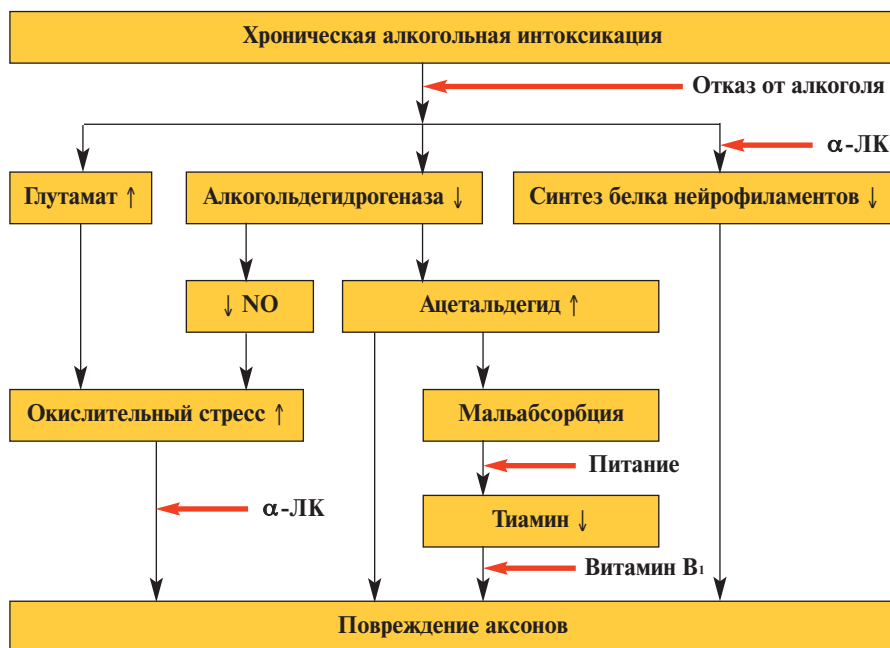 Хроническая алкогольная интоксикация
Отказ от алкоголя
α-ЛК
Глутамат ↑
Алкогольдегидрогеназа ↓
Синтез белка нейрофиламентов ↓
↓ NO
Ацетальдегид ↑
Окислительный стресс ↑
Мальабсорбция
Питание
α-ЛК
Тиамин ↓
Витамин В₁
Повреждение аксонов